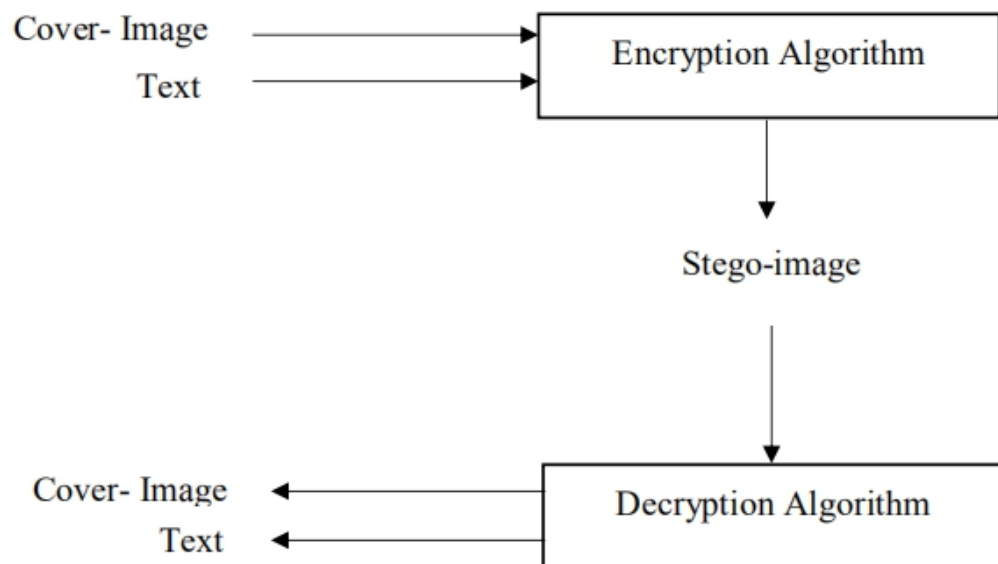 Cover- Image
Encryption Algorithm
Text
Stego-image
Cover- Image
Decryption Algorithm
Text